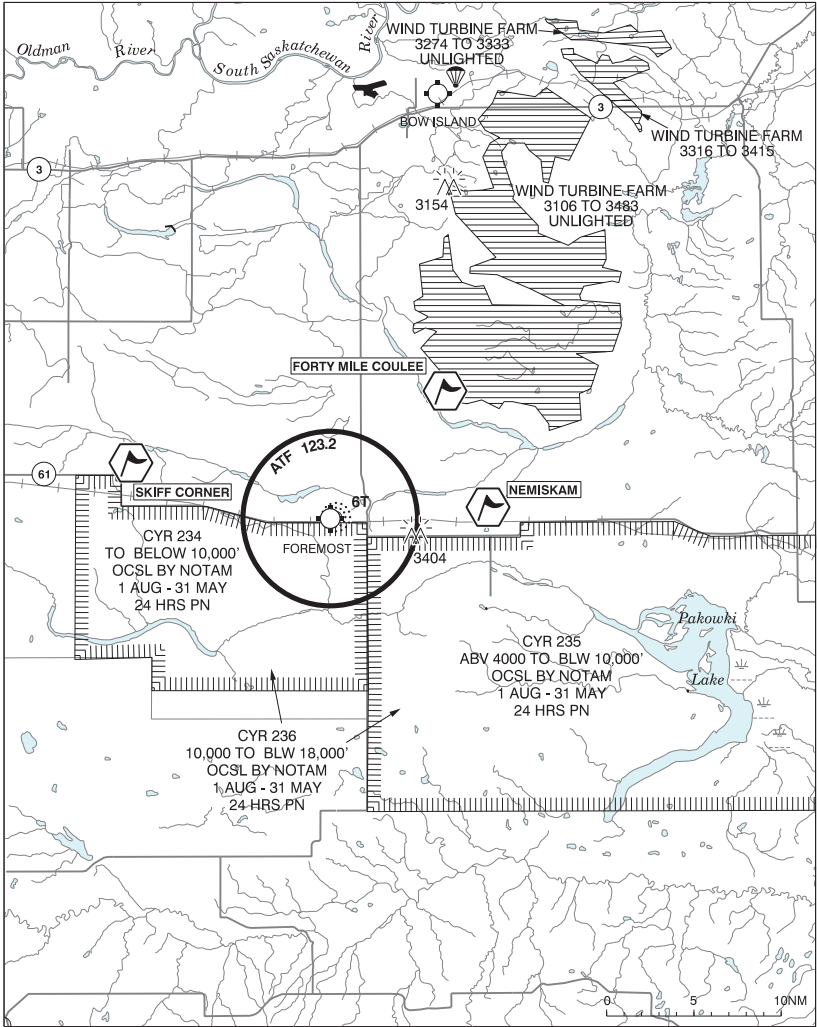 WIND TURBINE FARM
3274 TO 3333
UNLIGHTED
Oldman River
South Saskatchewan River
BOW ISLAND
3
WIND TURBINE FARM
3316 TO 3415
3
3154
WIND TURBINE FARM
3106 TO 3483
UNLIGHTED
FORTY MILE COULEE
ATF 123.2
61
SKIFF CORNER
6T
NEMISKAM
FOREMOST
3404
CYR 234
TO BELOW 10,000'
OCSL BY NOTAM
1 AUG - 31 MAY
24 HRS PN
CYR 235
ABV 4000 TO BLW 10,000'
OCSL BY NOTAM
1 AUG - 31 MAY
24 HRS PN
Pakowki
Lake
CYR 236
10,000 TO BLW 18,000'
OCSL BY NOTAM
1 AUG - 31 MAY
24 HRS PN
0 5 10NM